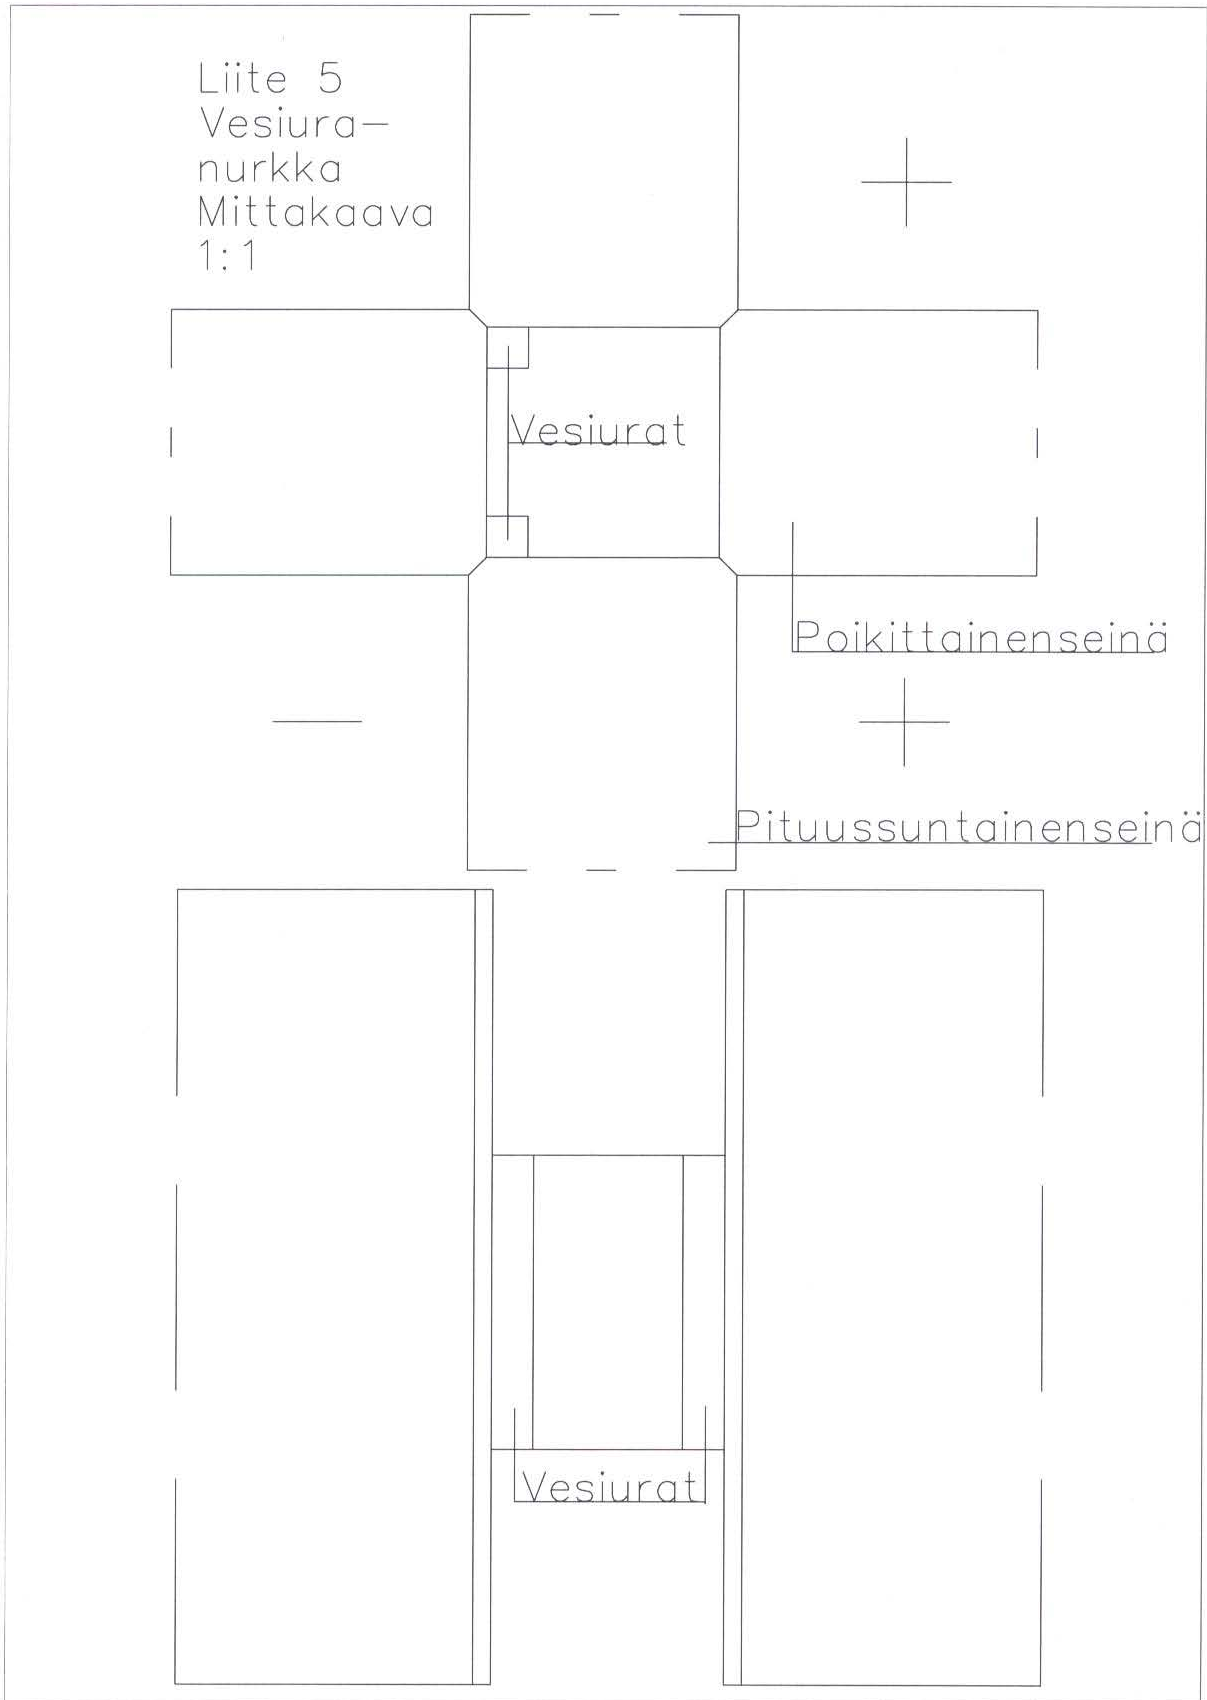 Liite 5
Vesiura-
nurkka
Mittakaava
1:1
Vesiurat
Poikittainenseinä
Pituussuntainenseinä
Vesiurat